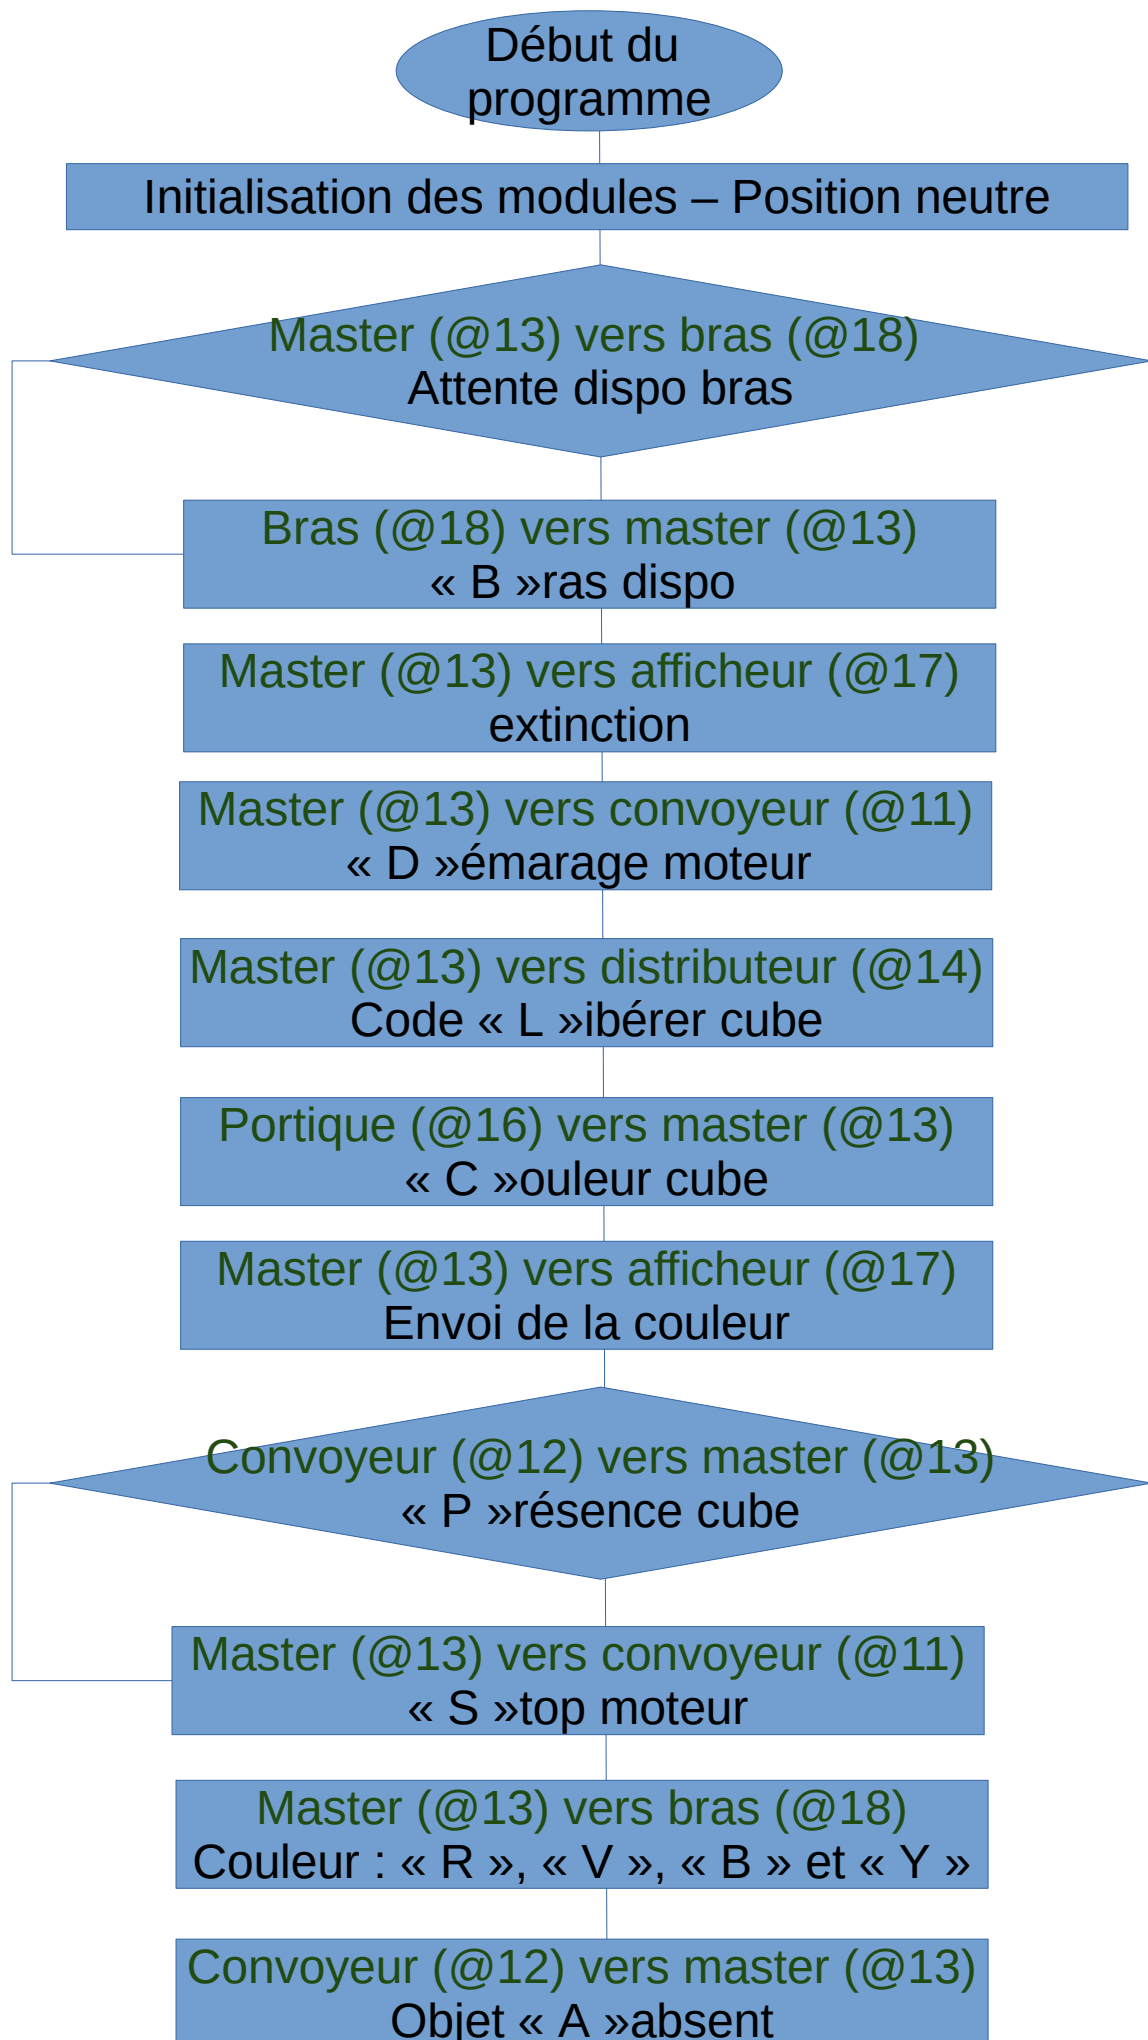 Début du
programme
Initialisation des modules – Position neutre
Master (@13) vers bras (@18)
Attente dispo bras
Bras (@18) vers master (@13)
« B »ras dispo
Master (@13) vers afficheur (@17)
extinction
Master (@13) vers convoyeur (@11)
« D »émarage moteur
Master (@13) vers distributeur (@14)
Code « L »ibérer cube
Portique (@16) vers master (@13)
« C »ouleur cube
Master (@13) vers afficheur (@17)
Envoi de la couleur
Convoyeur (@12) vers master (@13)
« P »résence cube
Master (@13) vers convoyeur (@11)
« S »top moteur
Master (@13) vers bras (@18)
Couleur : « R », « V », « B » et « Y »
Convoyeur (@12) vers master (@13)
Objet « A »absent